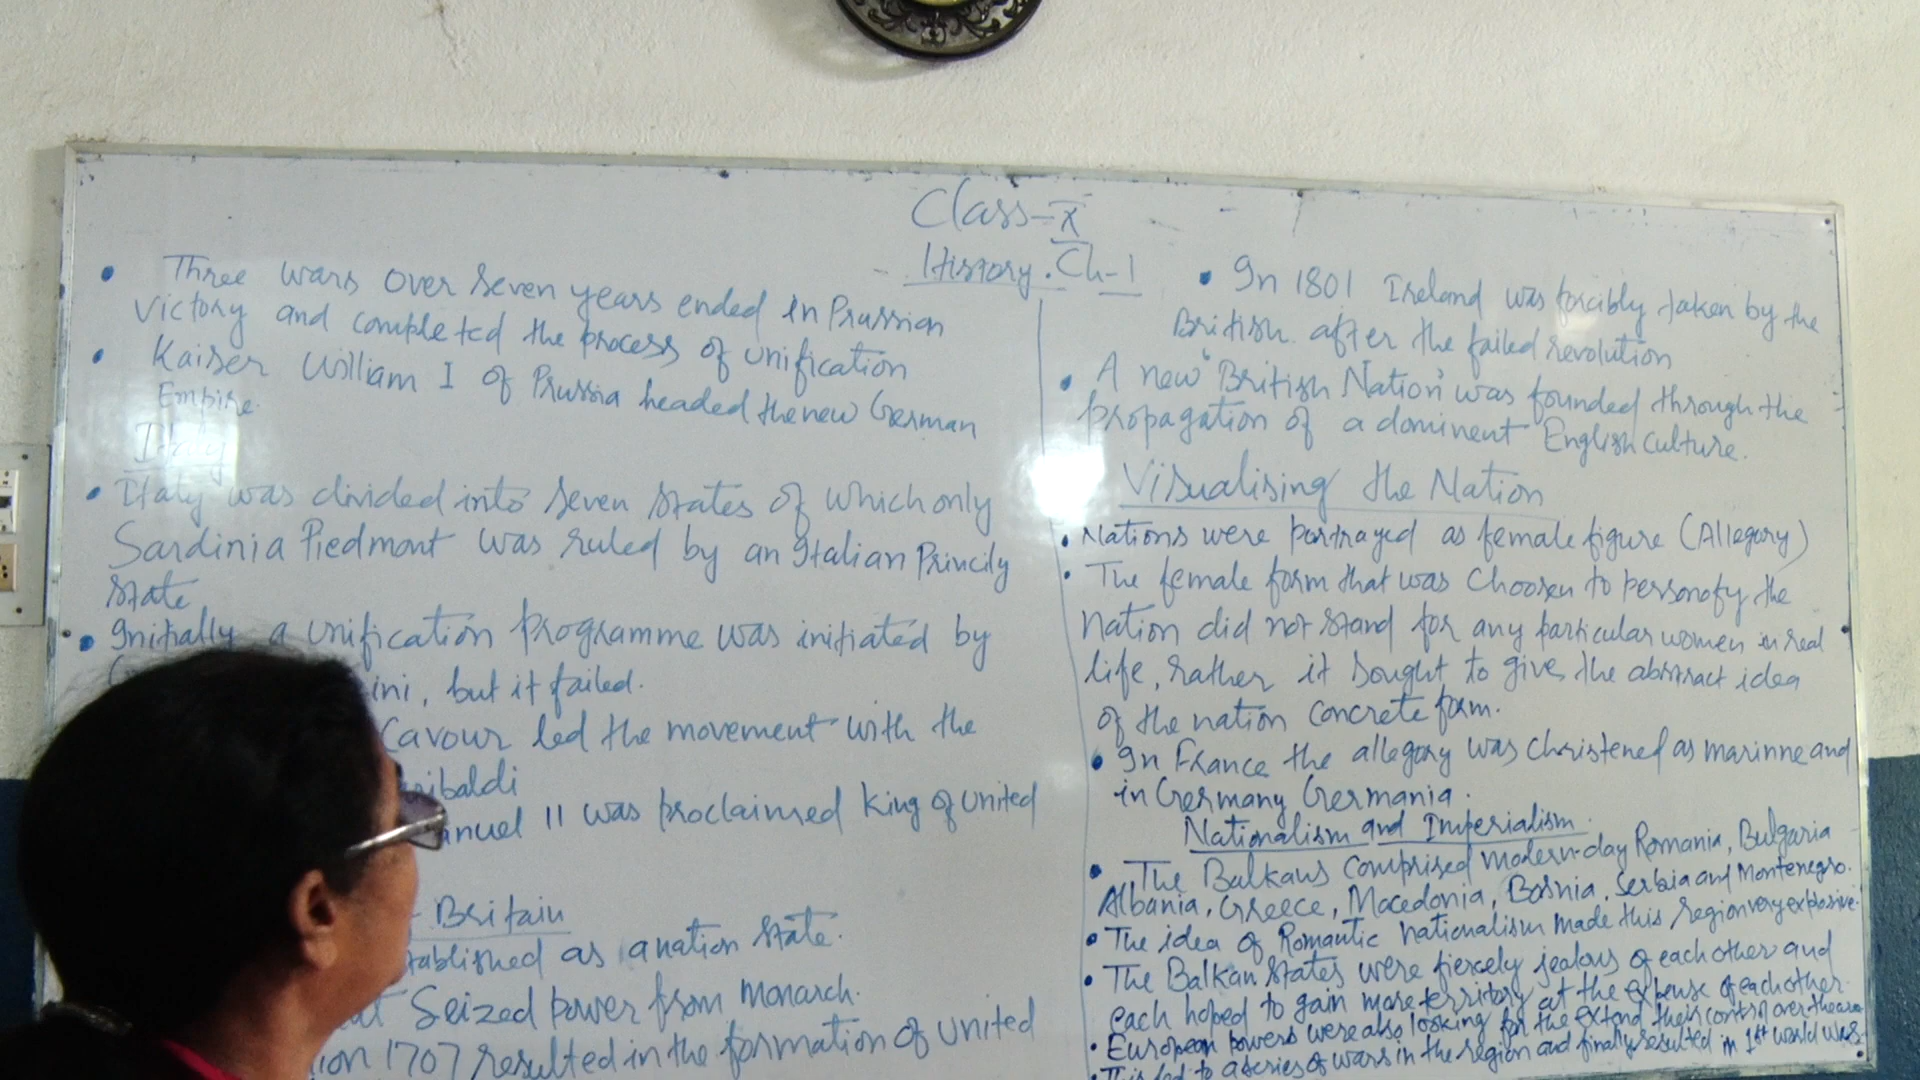 Class-X
History. Ch-1
• Three wars over seven years ended in Prussian
victory and completed the process of unification
• Kaiser William I of Prussia headed the new German
Empire.
Italy
• Italy was divided into seven states of which only
Sardinia Piedmont was ruled by an Italian Princily
state
• Initially a unification programme was initiated by
ini, but it failed.
Cavour led the movement with the
ribaldi
anuel II was proclaimed King of United
Britain
tablished as a nation state.
Seized power from monarch.
ion 1707 resulted in the formation of United
• In 1801 Ireland was forcibly taken by the
British after the failed revolution
• A new "British Nation" was founded through the
propagation of a dominent English culture.
Visualising the Nation
• Nations were portrayed as female figure (Allegory)
• The female form that was choosen to personofy the
nation did not stand for any particular women in real
life, rather it sought to give the abstract idea
of the nation concrete form.
• In France the allegory was christened as marinne and
in Germany Germania.
Nationalism and Imperialism.
• The Balkans comprised modern-day Romania, Bulgaria
Albania, Greece, Macedonia, Bosnia, Serbia and Montenegro.
• The idea of Romantic nationalism made this region very explosive.
• The Balkan states were fiercely jealous of each other and
each hoped to gain more territory at the expense of each other.
• European powers were also looking for the extend their control over the area
• This led to a series of wars in the region and finally resulted in 1st world war